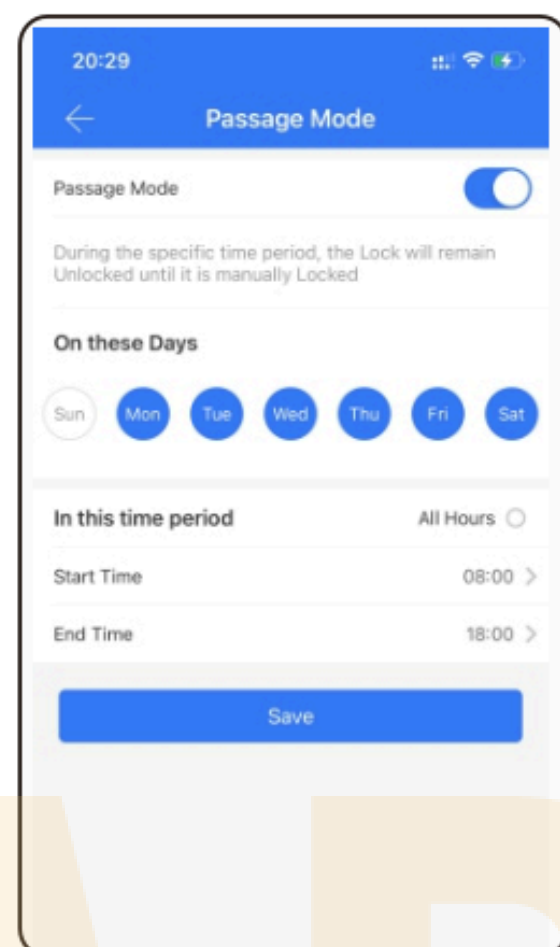 20:29
Passage Mode
Passage Mode
During the specific time period, the Lock will remain
Unlocked until it is manually Locked
On these Days
Sun Mon Tue Wed Thu Fri Sat
In this time period All Hours
Start Time 08:00
End Time 18:00
Save